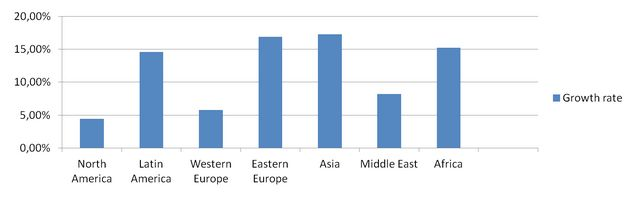 20,00%
15,00%
10,00%
5,00%
0,00%
North
America
Latin
America
Western
Europe
Eastern
Europe
Asia
Middle East
Africa
Growth rate